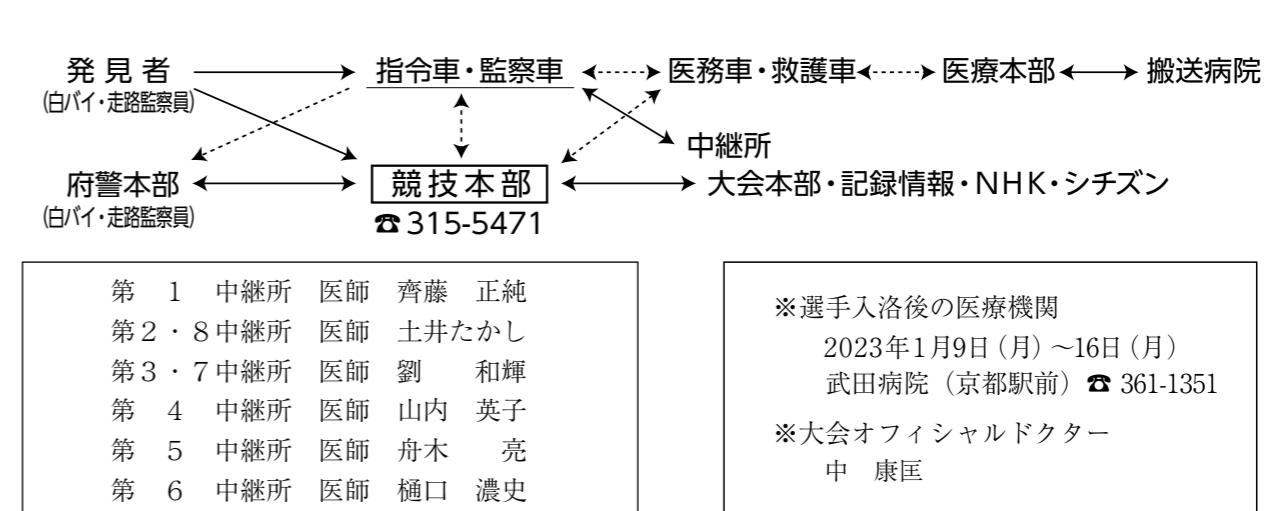 発見者 指令車・監察車 医務車・救護車 医療本部 搬送病院
(白バイ・走路監察員)
中継所
府警本部 競技本部 大会本部・記録情報・NHK・シチズン
(白バイ・走路監察員)
☎315-5471
第 1 中継所 医師 齊藤 正純
第2・8中継所 医師 土井たかし
第3・7中継所 医師 劉 和輝
第 4 中継所 医師 山内 英子
第 5 中継所 医師 舟木 亮
第 6 中継所 医師 樋口 濃史
※選手入洛後の医療機関
2023年1月9日(月)~16日(月)
武田病院(京都駅前)☎ 361-1351
※大会オフィシャルドクター
中 康匡